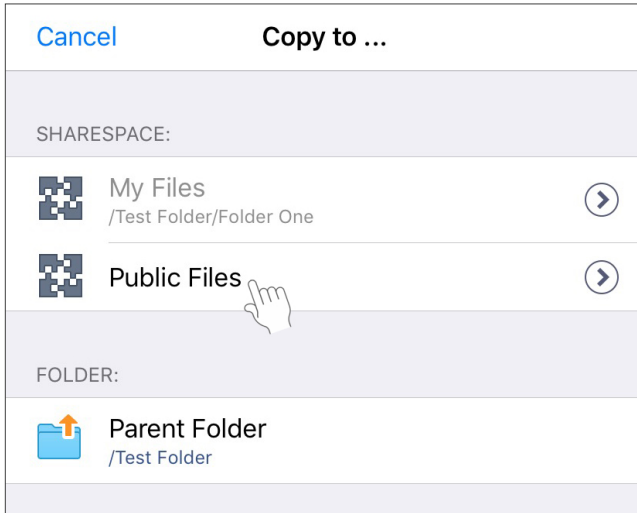 Cancel
Copy to ...
SHARESPACE:
My Files
/Test Folder/Folder One
Public Files
FOLDER:
Parent Folder
/Test Folder